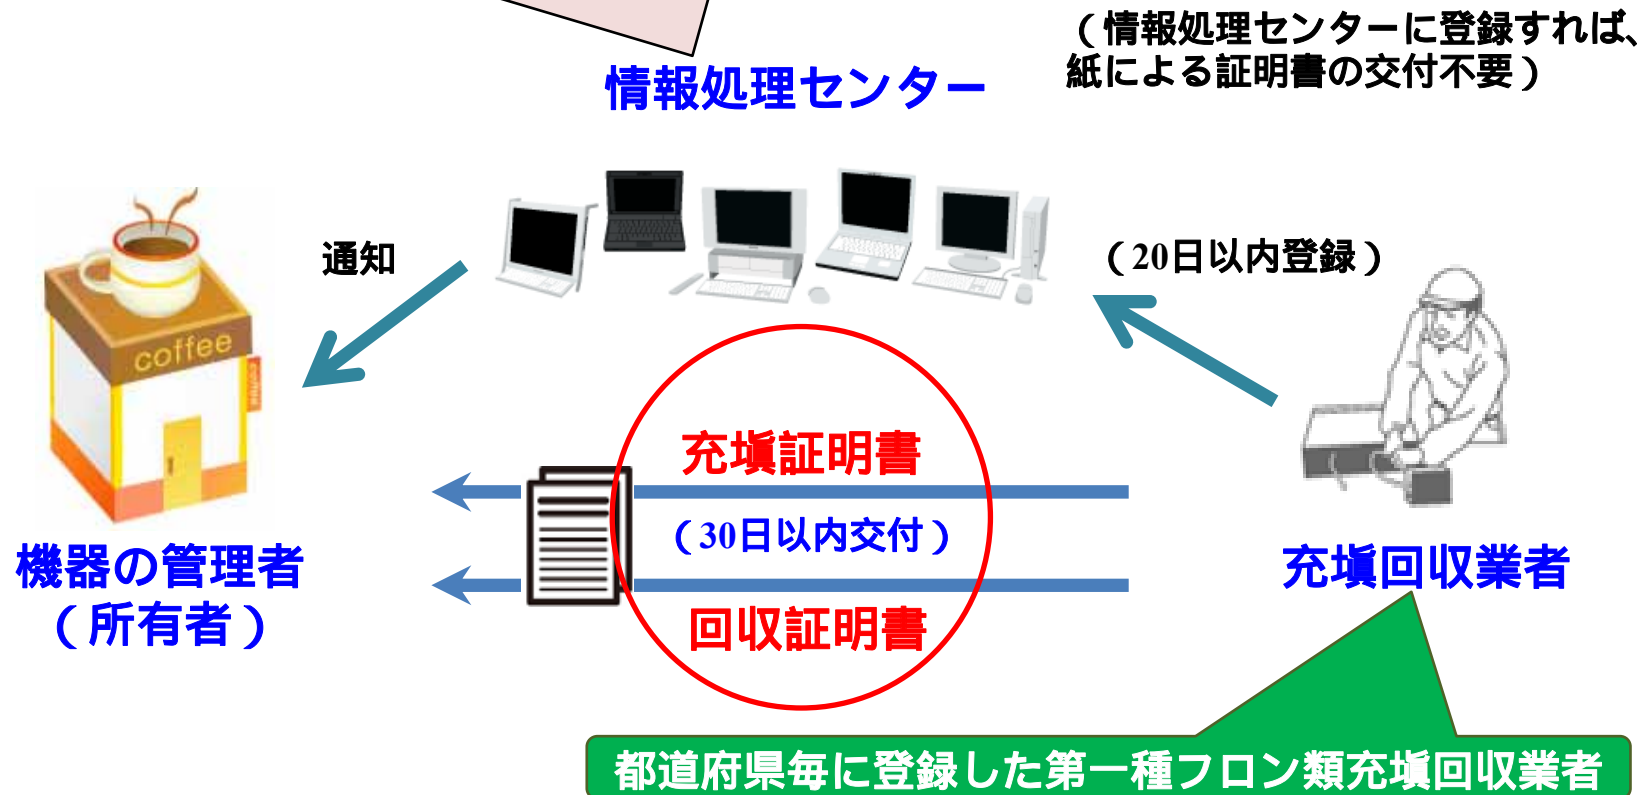 （情報処理センターに登録すれば、
紙による証明書の交付不要）
情報処理センター
通知
（20日以内登録）
coffee
coffee
充塡証明書
（30日以内交付）
回収証明書
機器の管理者
（所有者）
充塡回収業者
都道府県毎に登録した第一種フロン類充塡回収業者